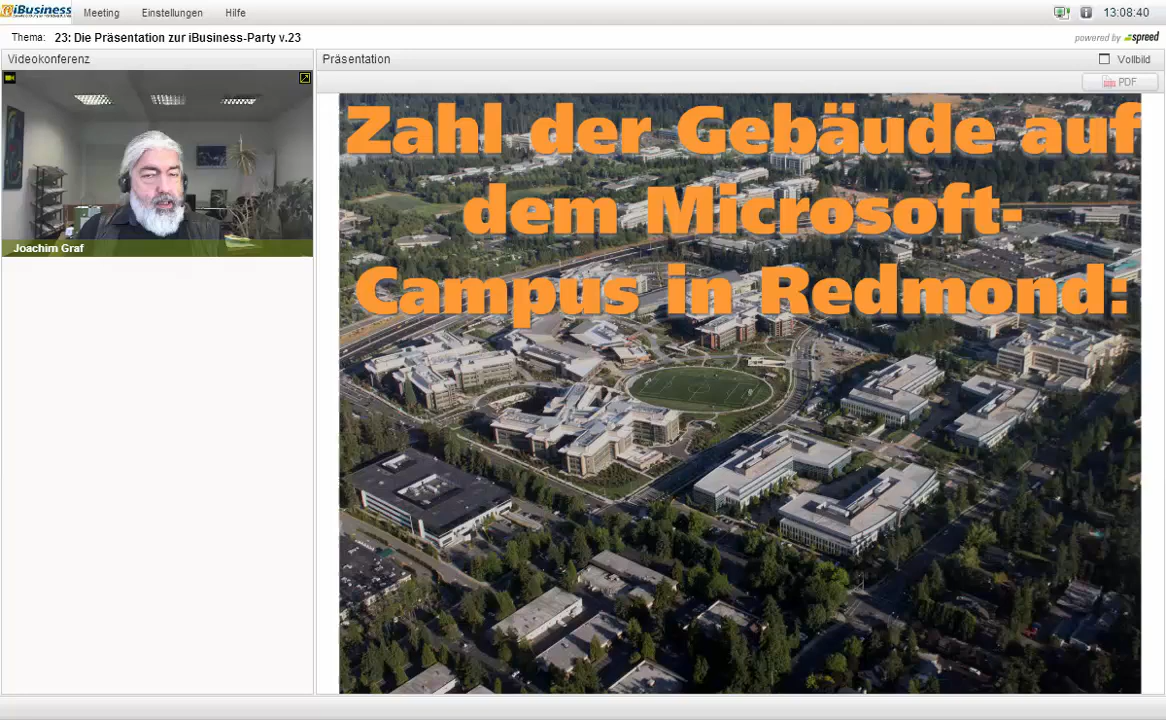 iBusiness
Meeting
Einstellungen
Hilfe
13:08:40
Thema: 23: Die Präsentation zur iBusiness-Party v.23
powered by spreed
Videokonferenz
Präsentation
Vollbild
PDF
Joachim Graf
Zahl der Gebäude auf
dem Microsoft-
Campus in Redmond: